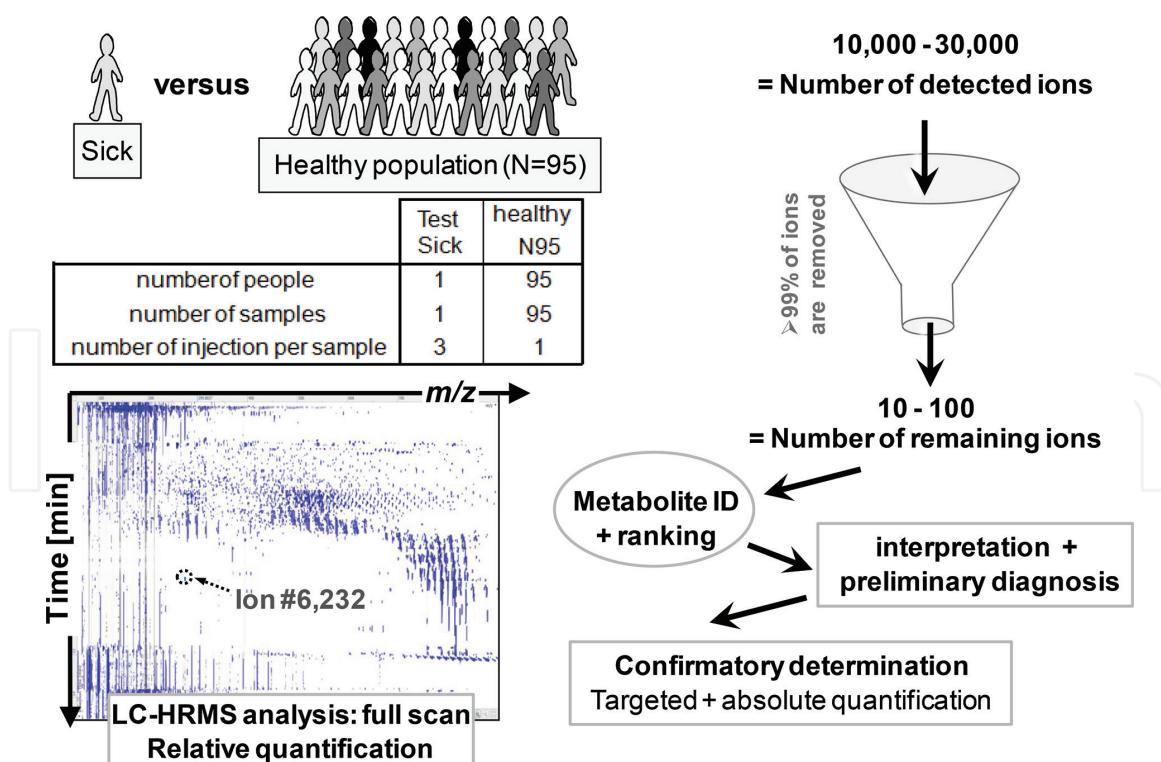 versus
Sick
Healthy population (N=95)
Test
Sick
healthy
N95
numberof people 1 95
number of samples 1 95
number of injection per sample 3 1
m/z
Time [min]
Ion #6,232
LC-HRMS analysis: full scan
Relative quantification
10,000 - 30,000
= Number of detected ions
➢99% of ions
are removed
10 - 100
= Number of remaining ions
Metabolite ID
+ ranking
interpretation +
preliminary diagnosis
Confirmatory determination
Targeted + absolute quantification